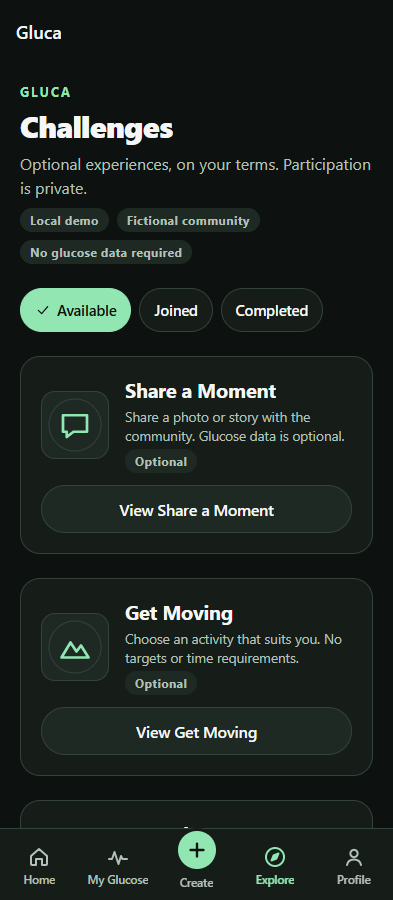 Gluca
GLUCA
Challenges
Optional experiences, on your terms. Participation
is private.
Local demo
Fictional community
No glucose data required
Available
Joined
Completed
Share a Moment
Share a photo or story with the
community. Glucose data is optional.
Optional
View Share a Moment
Get Moving
Choose an activity that suits you. No
targets or time requirements.
Optional
View Get Moving
Home
My Glucose
Create
Explore
Profile